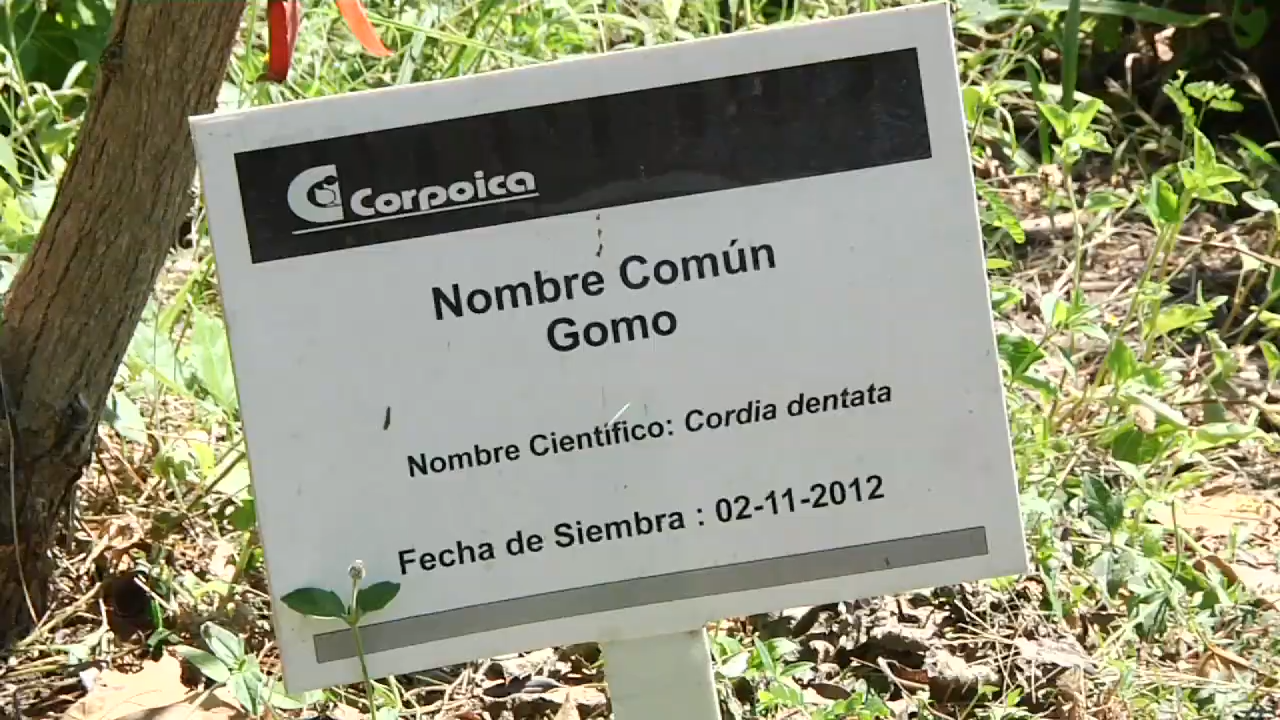 Corpoica
Nombre Común
Gomo
Nombre Científico: Cordia dentata
Fecha de Siembra : 02-11-2012